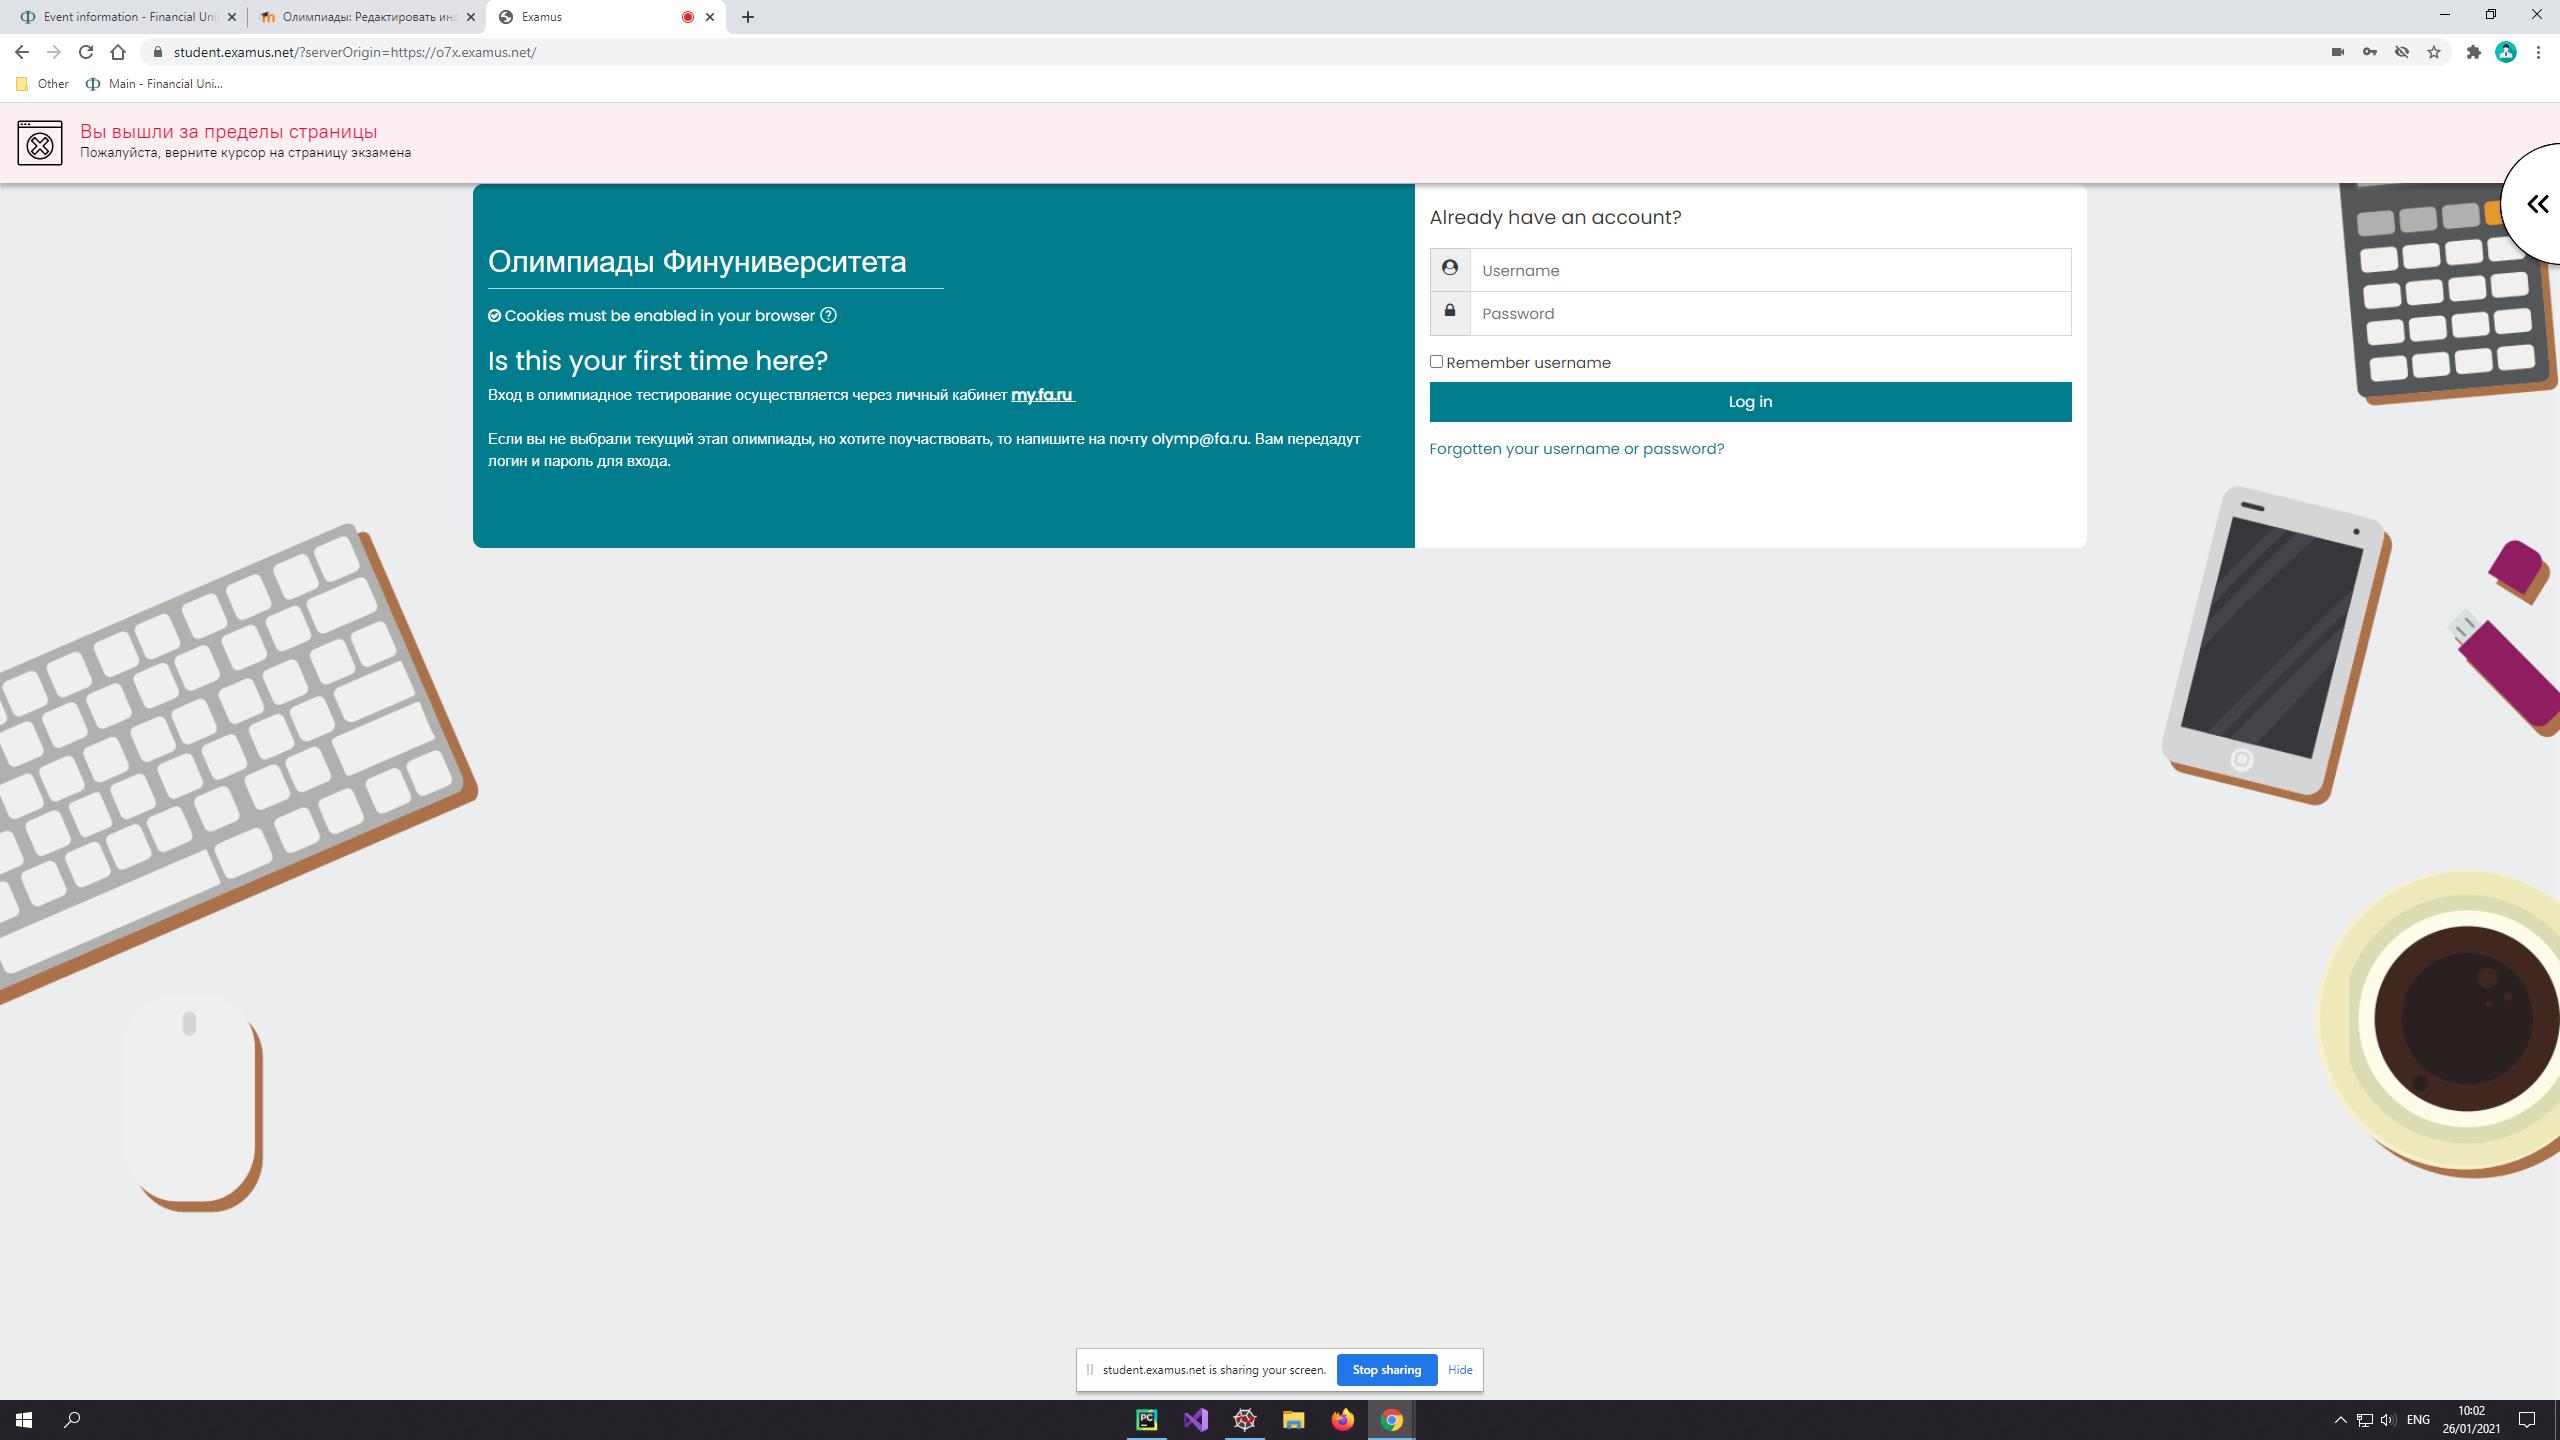 Event information - Financial Uni
Олимпиады: Редактировать инф
Examus
student.examus.net/?serverOrigin=https://o7x.examus.net/
Other
Main - Financial Uni...
Вы вышли за пределы страницы
Пожалуйста, верните курсор на страницу экзамена
Олимпиады Финуниверситета
Cookies must be enabled in your browser
Is this your first time here?
Вход в олимпиадное тестирование осуществляется через личный кабинет my.fa.ru
Если вы не выбрали текущий этап олимпиады, но хотите поучаствовать, то напишите на почту olymp@fa.ru. Вам передадут
логин и пароль для входа.
Already have an account?
Username
Password
Remember username
Log in
Forgotten your username or password?
student.examus.net is sharing your screen.
Stop sharing
Hide
PC
ENG
10:02
26/01/2021